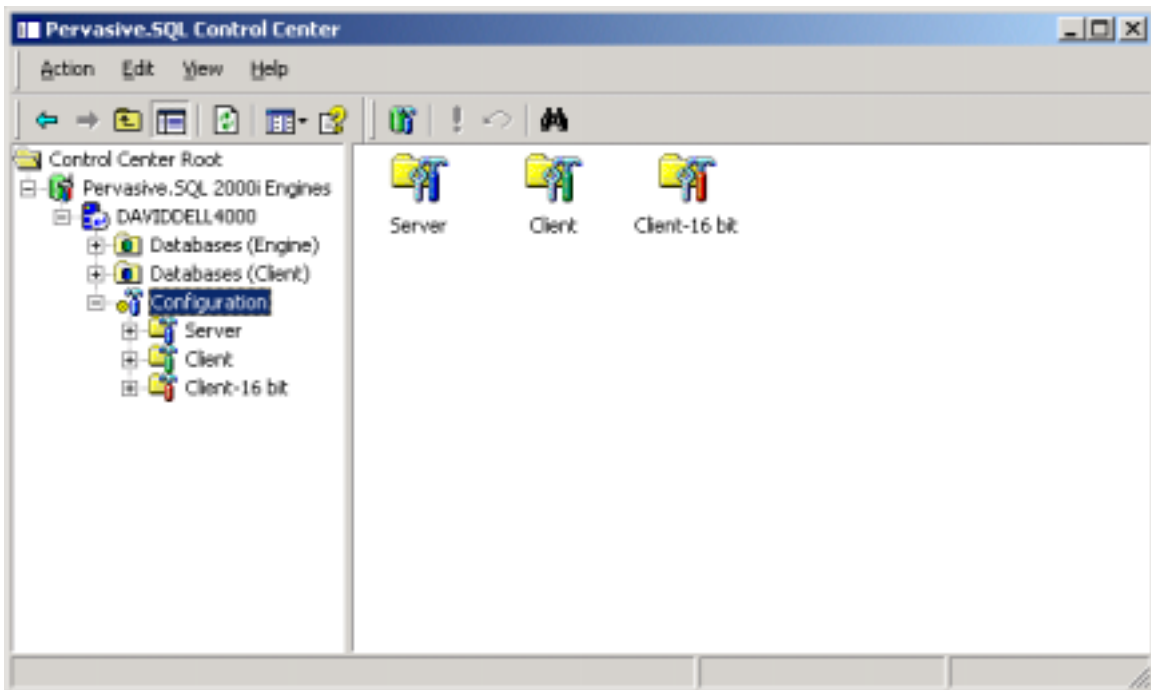 Pervasive.SQL Control Center
Action Edit View Help
Control Center Root
Pervasive.SQL 2000i Engines
DAVIDDELL4000
Databases (Engine)
Databases (Client)
Configuration
Server
Client
Client-16 bit
Server Client Client-16 bit